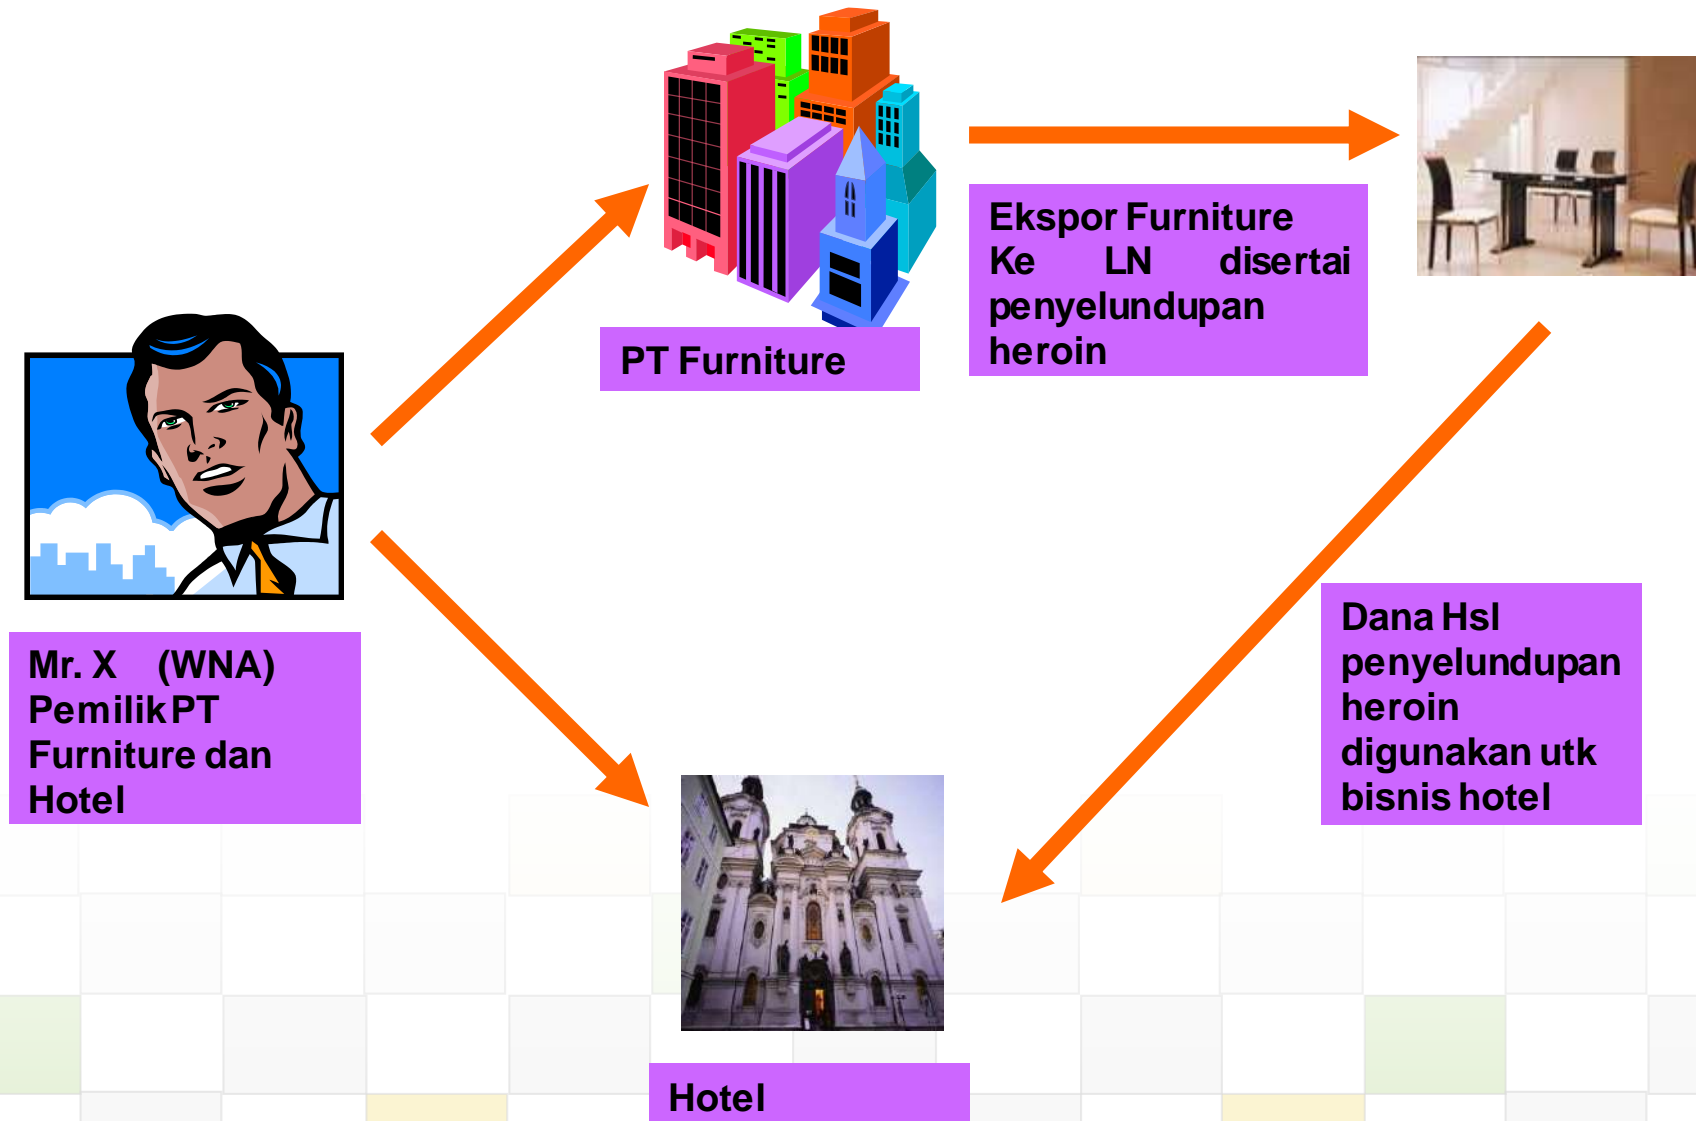 PT Furniture
Ekspor Furniture
Ke LN disertai
penyelundupan
heroin
Mr. X (WNA)
Pemilik PT
Furniture dan
Hotel
Dana Hsl
penyelundupan
heroin
digunakan utk
bisnis hotel
Hotel